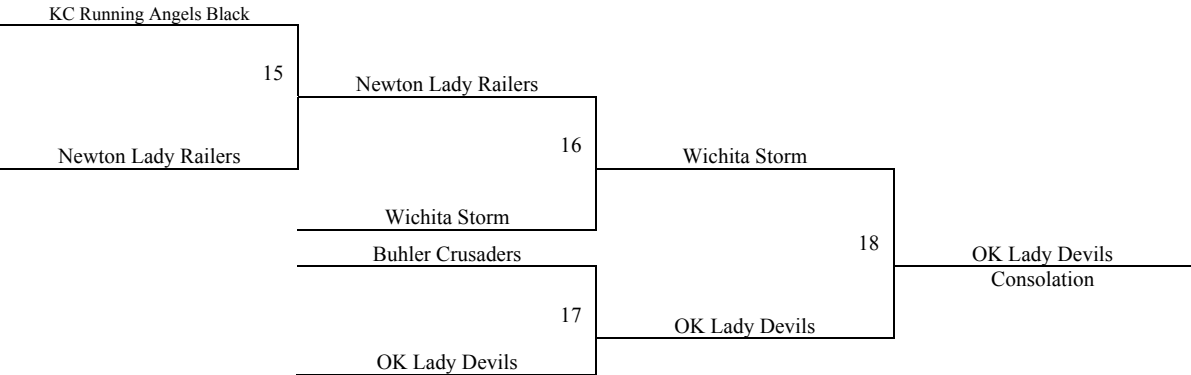 KC Running Angels Black
15
Newton Lady Railers
Newton Lady Railers
16
Wichita Storm
Wichita Storm
Buhler Crusaders
18
OK Lady Devils
Consolation
17
OK Lady Devils
OK Lady Devils